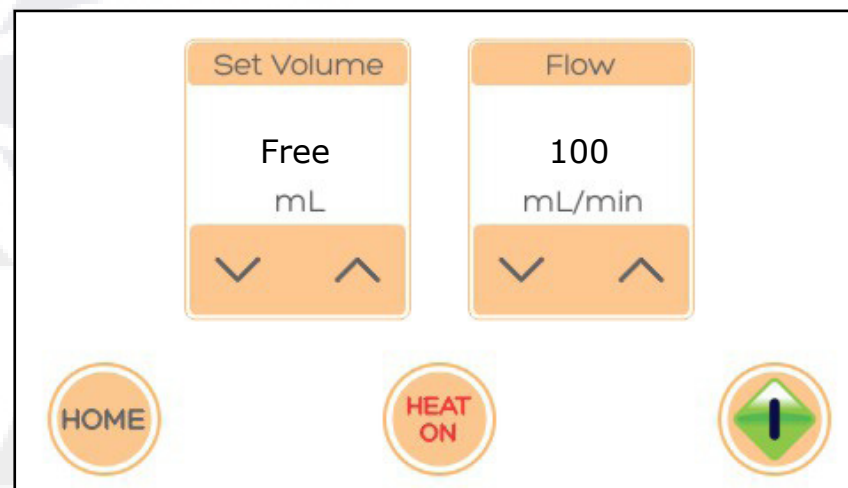 Set Volume
Free
mL
Flow
100
mL/min
HOME
HEAT
ON